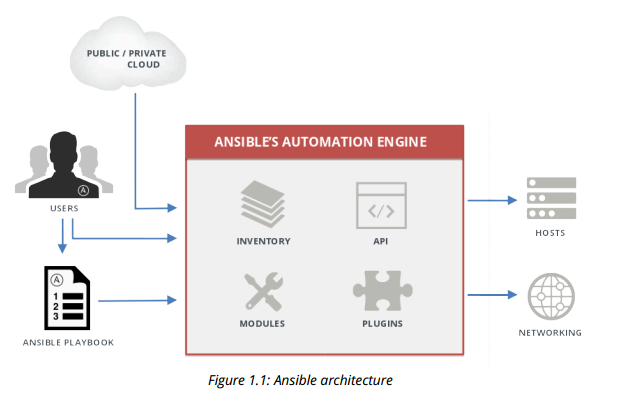 PUBLIC / PRIVATE
CLOUD
ANSIBLE'S AUTOMATION ENGINE
A
USERS
INVENTORY
</>
API
HOSTS
A
1
2
3
MODULES
PLUGINS
NETWORKING
ANSIBLE PLAYBOOK
Figure 1.1: Ansible architecture